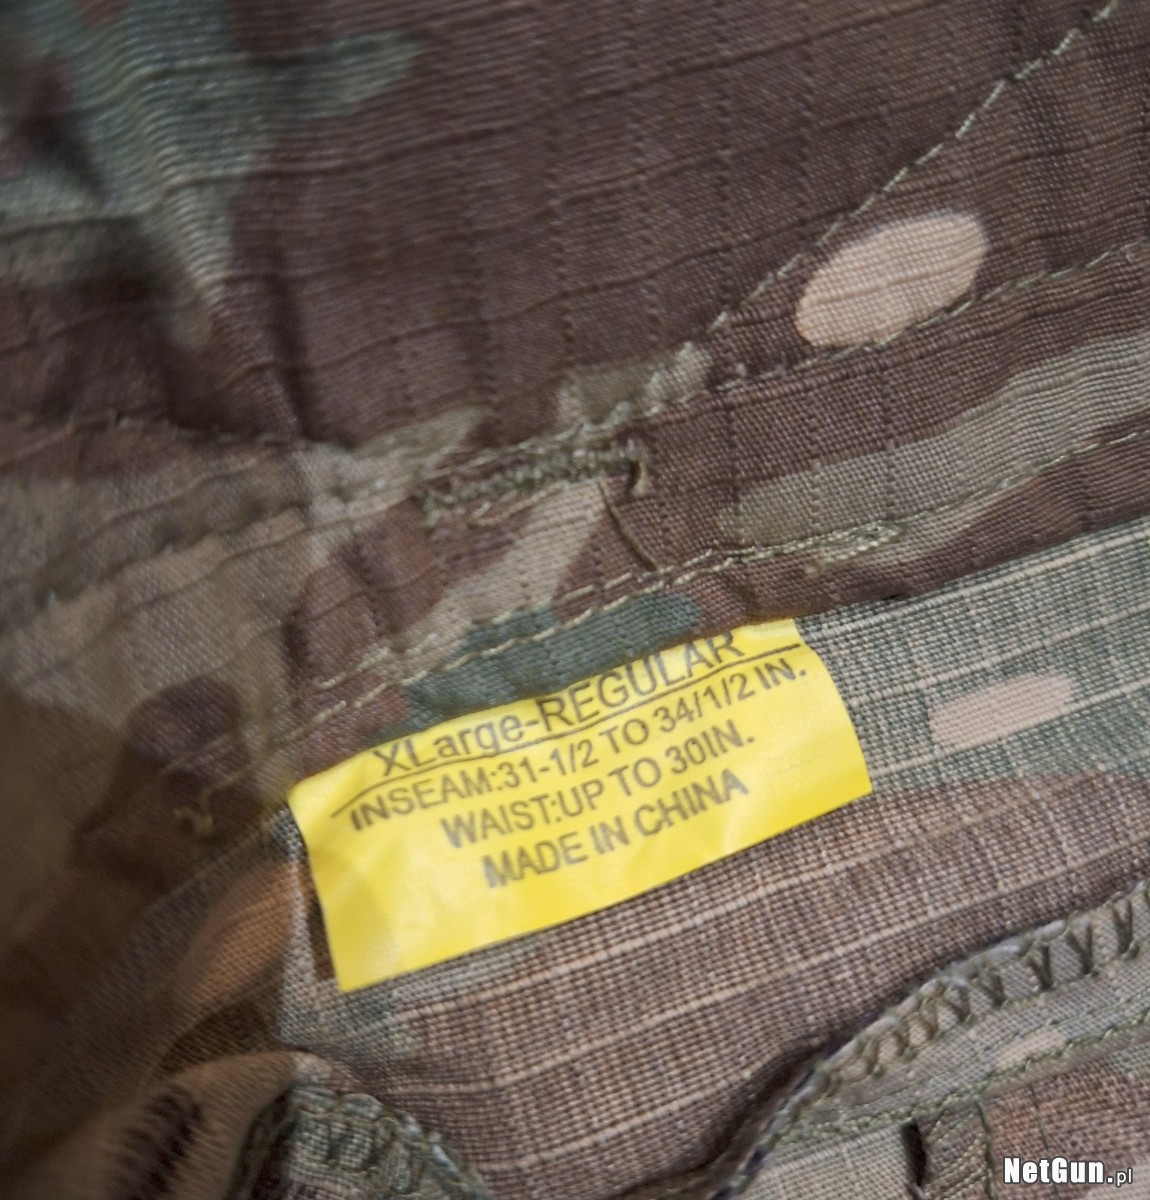 XLarge-REGULAR
INSEAM:31-1/2 TO 34/1/2 IN.
WAIST:UP TO 30IN.
MADE IN CHINA
NetGun.pl